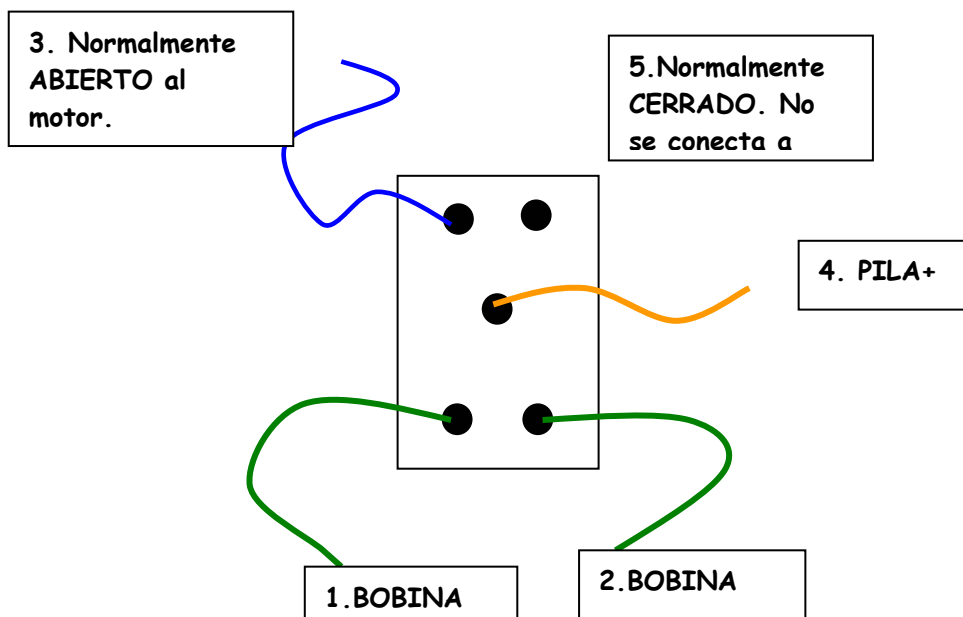 3. Normalmente
ABIERTO al
motor.
5.Normalmente
CERRADO. No
se conecta a
4. PILA+
1.BOBINA
2.BOBINA